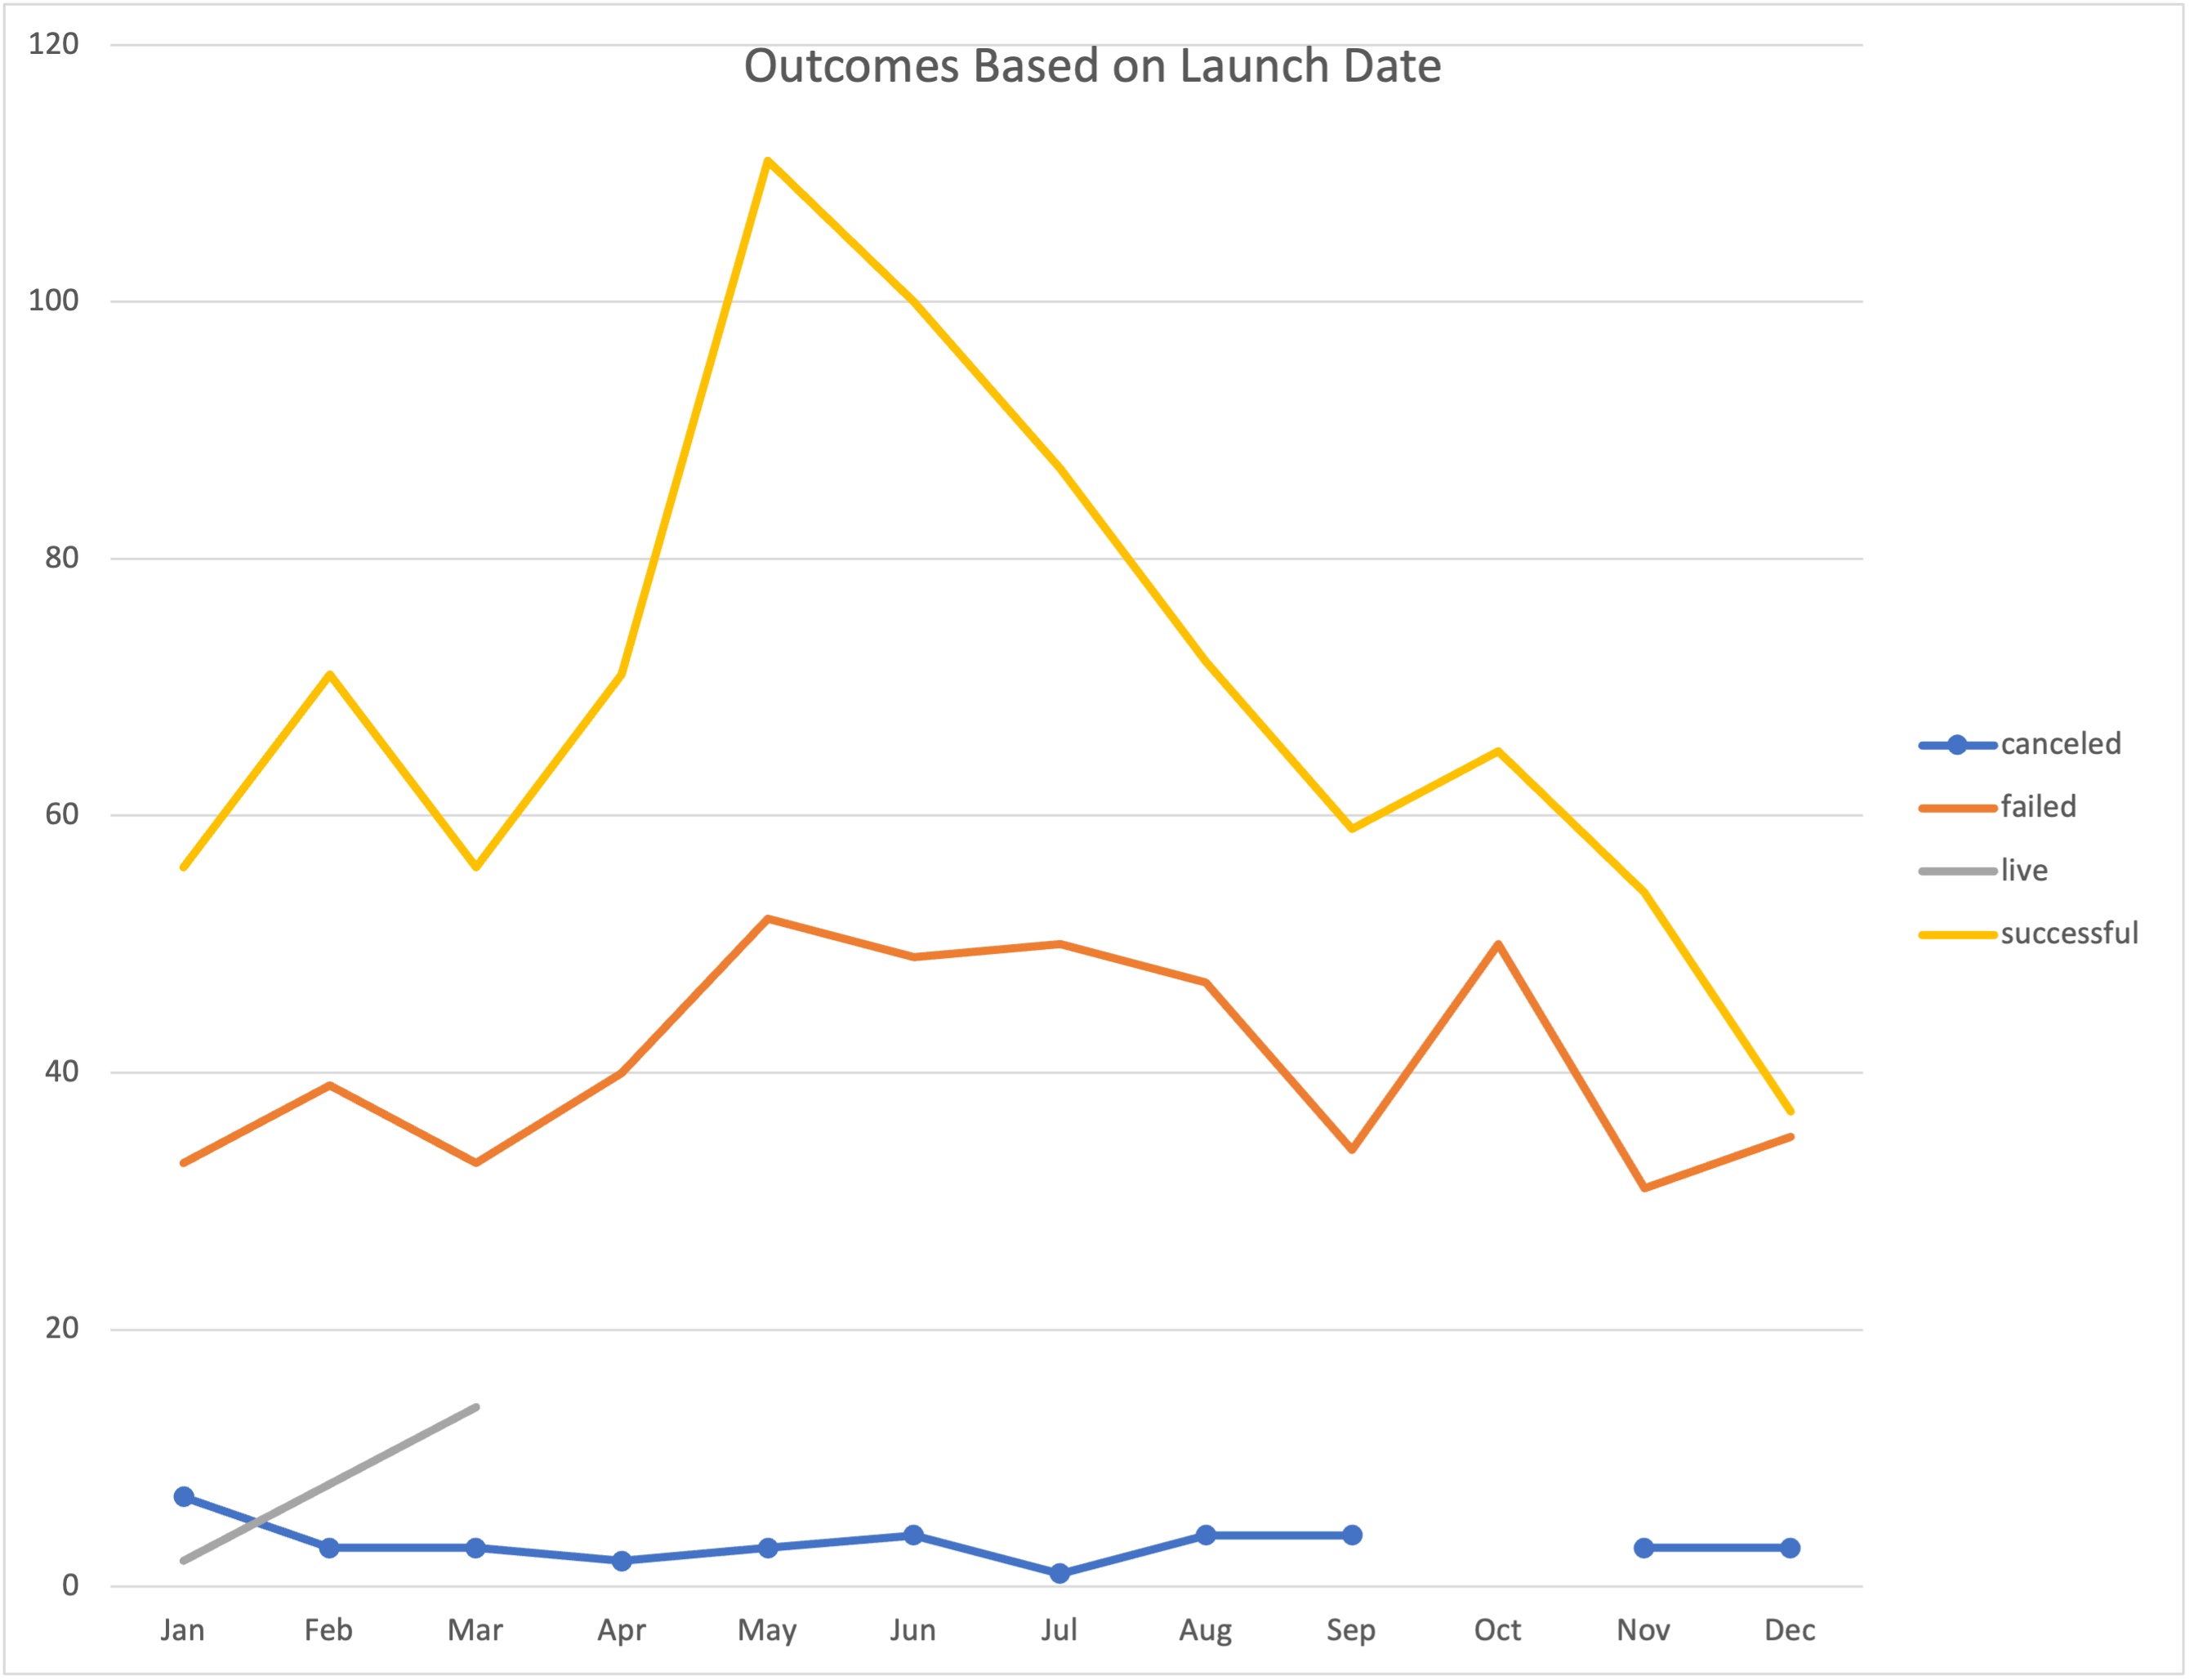 Outcomes Based on Launch Date
120
100
80
60
40
20
0
Jan Feb Mar Apr May Jun Jul Aug Sep Oct Nov Dec
canceled
failed
live
successful